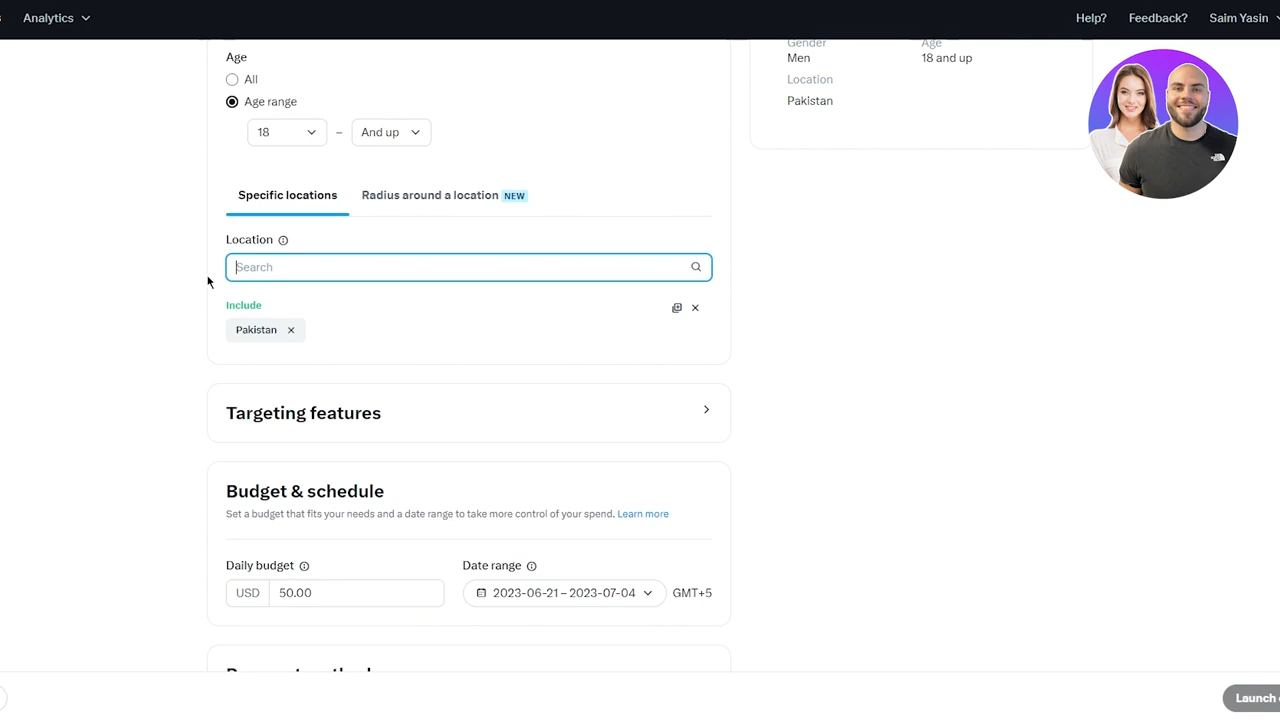 Analytics
Help?
Feedback?
Saim Yasin
Age
All
Age range
18
–
And up
Specific locations
Radius around a location NEW
Location
Search
Include
Pakistan
Targeting features
Budget & schedule
Set a budget that fits your needs and a date range to take more control of your spend. Learn more
Daily budget
USD 50.00
Date range
2023-06-21 – 2023-07-04
GMT+5
Gender
Men
Age
18 and up
Location
Pakistan
Launch